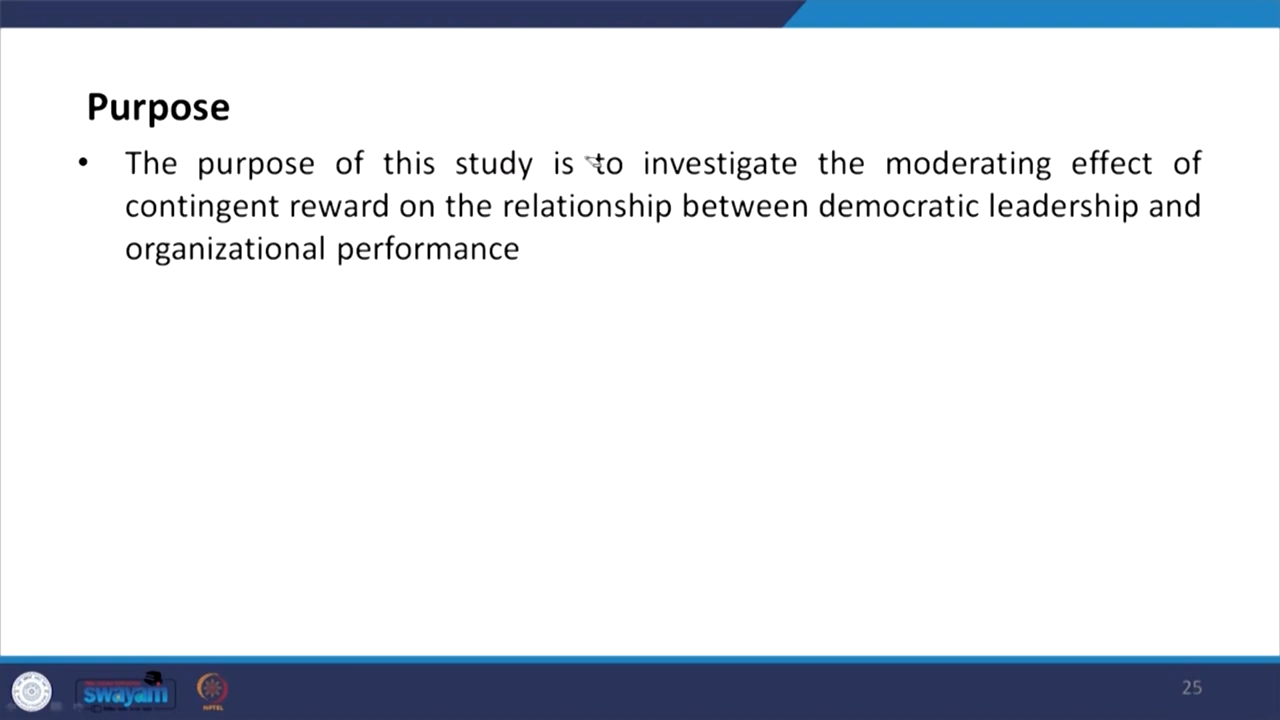 Purpose
• The purpose of this study is to investigate the moderating effect of
contingent reward on the relationship between democratic leadership and
organizational performance
swayam
NPTEL
25